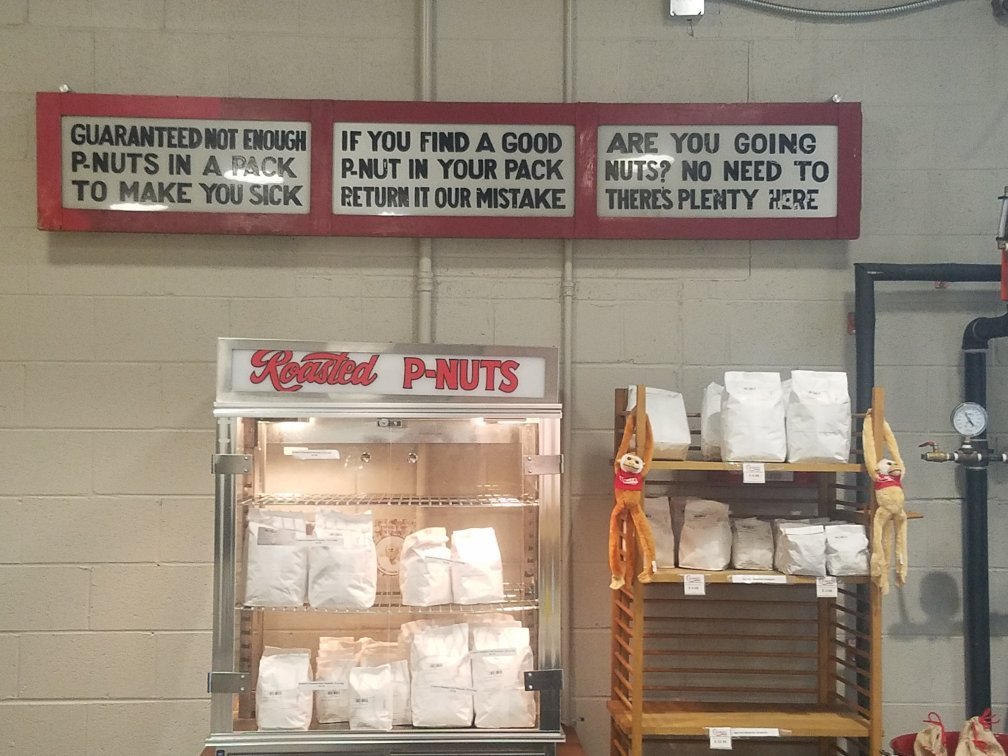 GUARANTEED NOT ENOUGH
P-NUTS IN A PACK
TO MAKE YOU SICK
IF YOU FIND A GOOD
P-NUT IN YOUR PACK
RETURN IT OUR MISTAKE
ARE YOU GOING
NUTS? NO NEED TO
THERE'S PLENTY HERE
Roasted P-NUTS